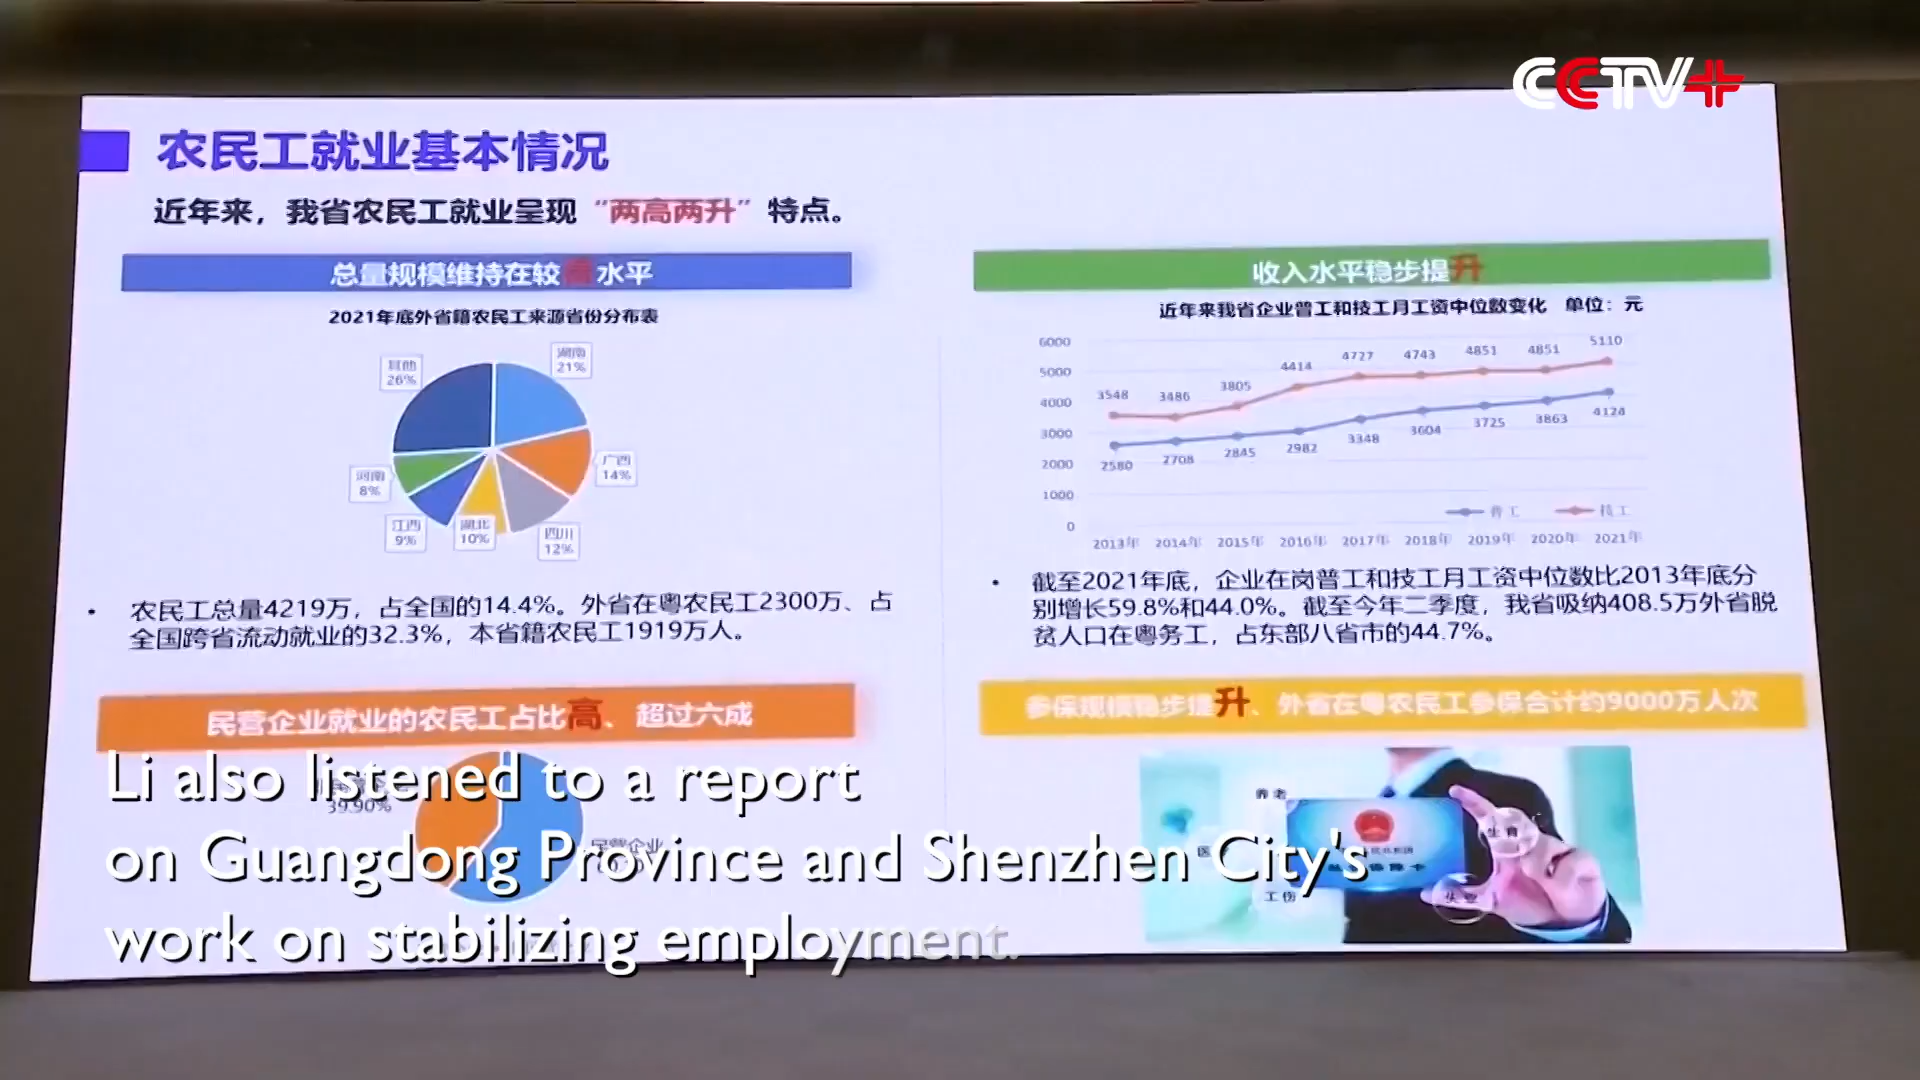 CCTV+
农民工就业基本情况
近年来，我省农民工就业呈现“两高两升”特点。
总量规模维持在较高水平
2021年底外省籍农民工来源省份分布表
其他
26%
湖南
21%
广西
14%
四川
12%
湖北
10%
江西
9%
河南
8%
农民工总量4219万，占全国的14.4%。外省在粤农民工2300万、占
全国跨省流动就业的32.3%，本省籍农民工1919万人。
收入水平稳步提升
近年来我省企业普工和技工月工资中位数变化 单位：元
6000
5000
4000
3000
2000
1000
0
3548 3486 3805 4414 4727 4743 4851 4851 5110
2580 2708 2845 2982 3348 3604 3725 3863 4124
普工 技工
2013年 2014年 2015年 2016年 2017年 2018年 2019年 2020年 2021年
截至2021年底，企业在岗普工和技工月工资中位数比2013年底分
别增长59.8%和44.0%。截至今年二季度，我省吸纳408.5万外省脱
贫人口在粤务工，占东部八省市的44.7%。
民营企业就业的农民工占比高、超过六成
39.90%
民营企业
参保规模稳步提升、外省在粤农民工参保合计约9000万人次
养老
医
生育
工伤
失业
Li also listened to a report
on Guangdong Province and Shenzhen City's
work on stabilizing employment.